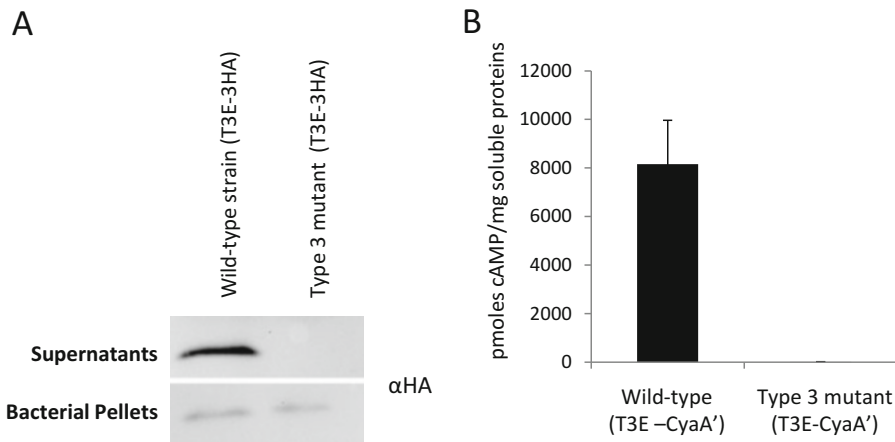 A
Wild-type strain (T3E-3HA)
Type 3 mutant (T3E-3HA)
Supernatants
Bacterial Pellets
αHA
B
pmoles cAMP/mg soluble proteins
12000
10000
8000
6000
4000
2000
0
Wild-type
(T3E –CyaA’)
Type 3 mutant
(T3E-CyaA’)